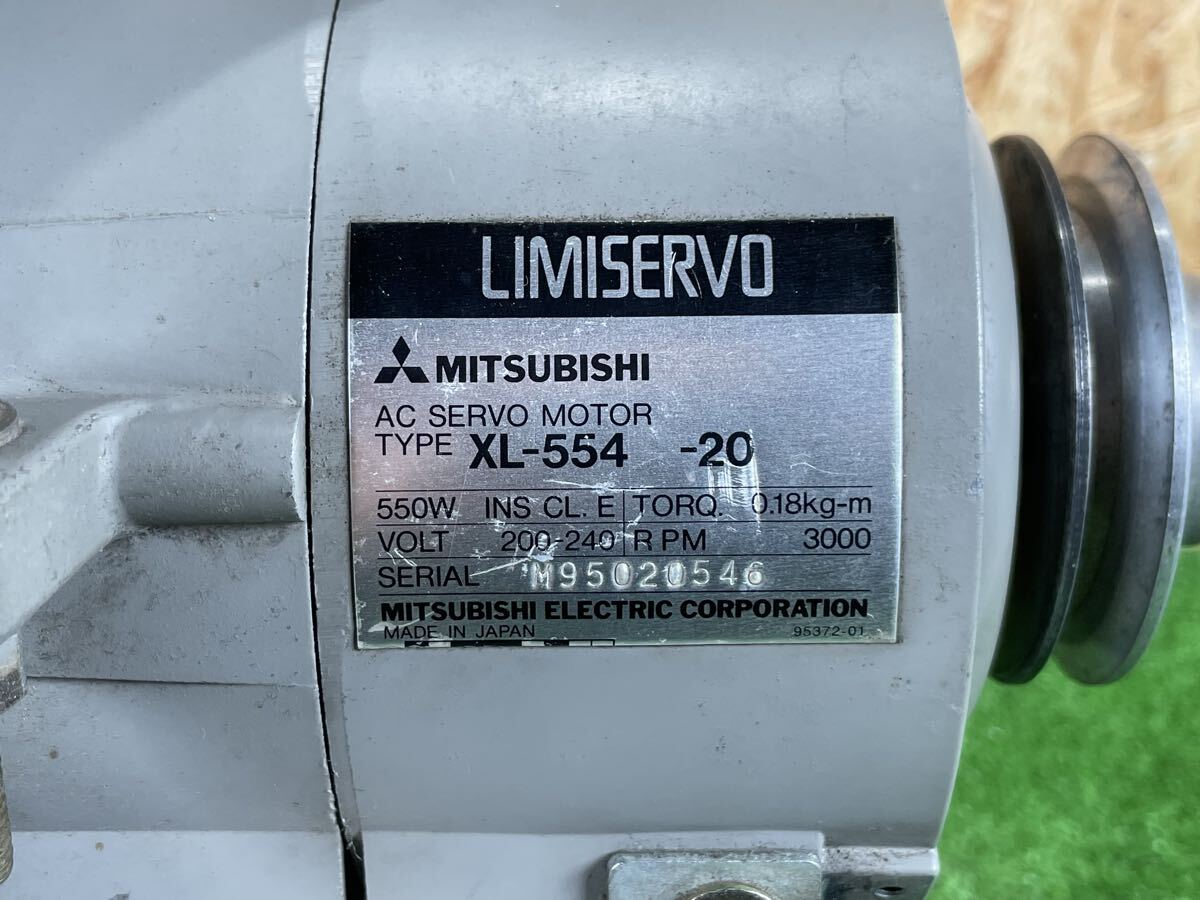 LIMISERVO
MITSUBISHI
AC SERVO MOTOR
TYPE XL-554 -20
550W INS CL. E TORQ. 0.18kg-m
VOLT 200-240 RPM 3000
SERIAL M95020546
MITSUBISHI ELECTRIC CORPORATION
MADE IN JAPAN 95372-01